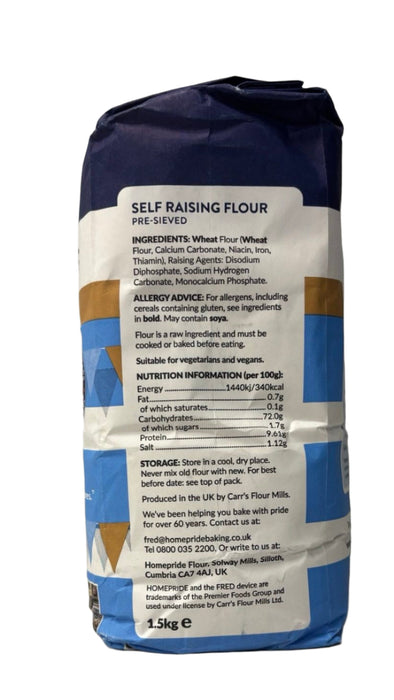 SELF RAISING FLOUR
PRE-SIEVED
INGREDIENTS: Wheat Flour (Wheat
Flour, Calcium Carbonate, Niacin, Iron,
Thiamin), Raising Agents: Disodium
Diphosphate, Sodium Hydrogen
Carbonate, Monocalcium Phosphate.
ALLERGY ADVICE: For allergens, including
cereals containing gluten, see ingredients
in bold. May contain soya.
Flour is a raw ingredient and must be
cooked or baked before eating.
Suitable for vegetarians and vegans.
NUTRITION INFORMATION (per 100g):
Energy 1440kj/340kcal
Fat 0.7g
of which saturates 0.1g
Carbohydrates 72.0g
of which sugars 1.7g
Protein 9.61g
Salt 1.12g
STORAGE: Store in a cool, dry place.
Never mix old flour with new. For best
before date: see top of pack.
Produced in the UK by Carr's Flour Mills.
We've been helping you bake with pride
for over 60 years. Contact us at:
fred@homepridebaking.co.uk
Tel 0800 035 2200. Or write to us at:
Homepride Flour, Solway Mills, Silloth,
Cumbria CA7 4AJ, UK
HOMEPRIDE and the FRED device are
trademarks of the Premier Foods Group and
used under license by Carr's Flour Mills Ltd.
1.5kg e